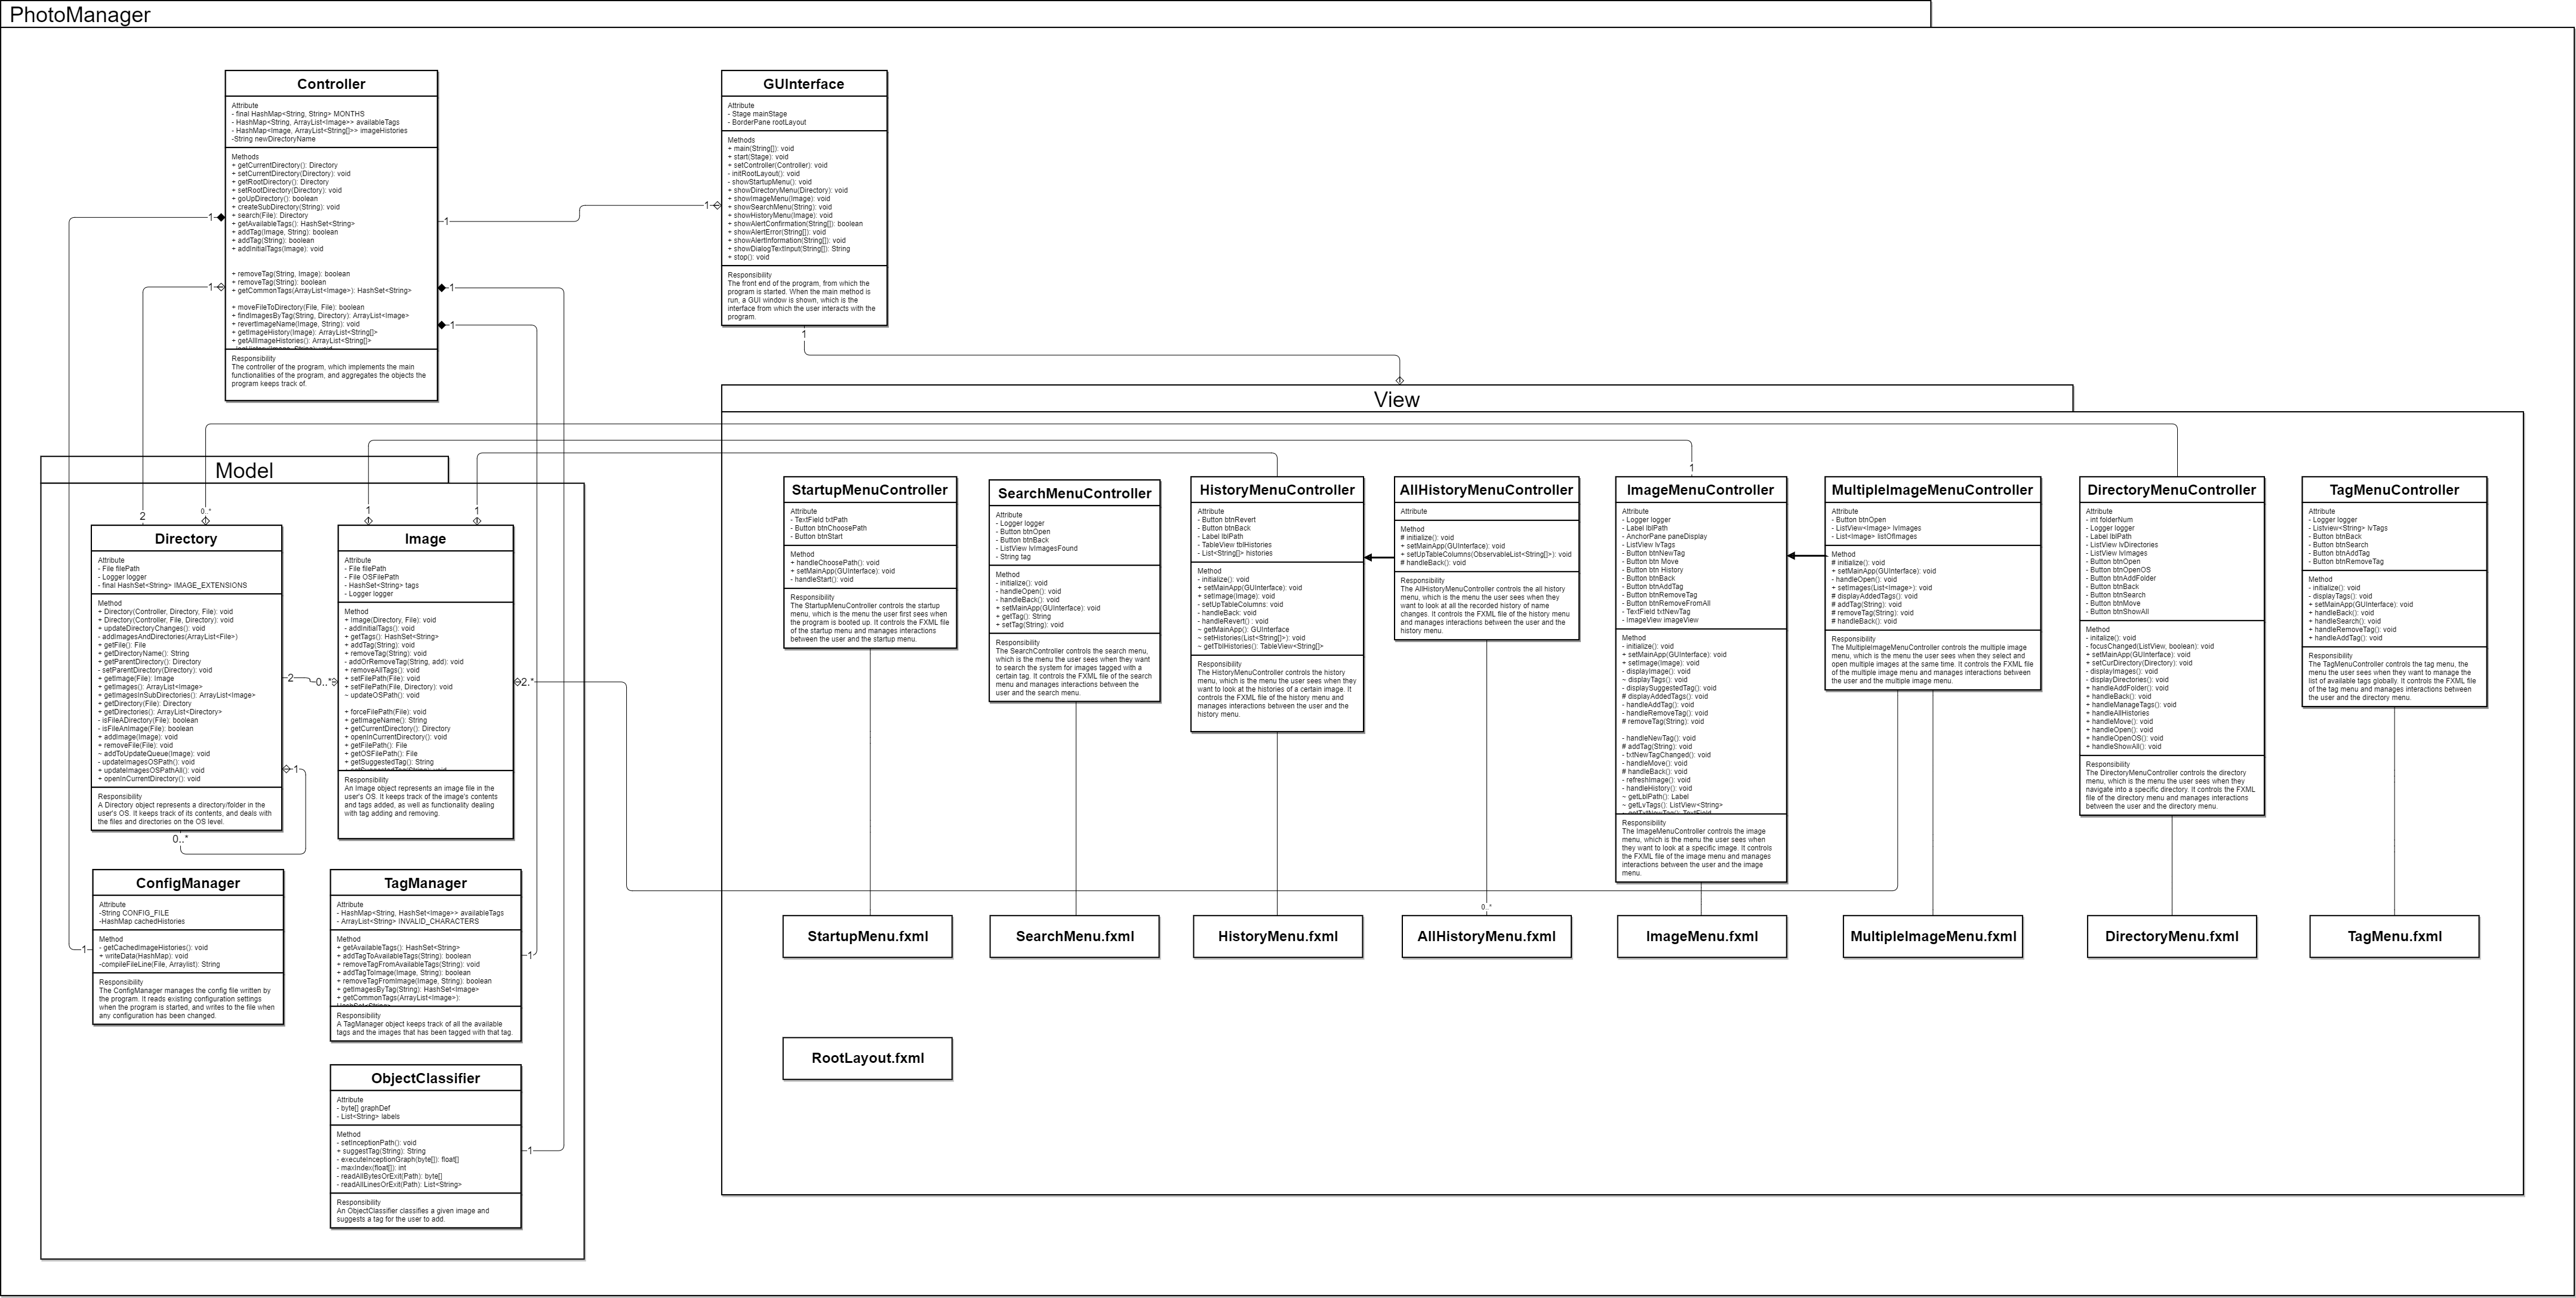 PhotoManager
Controller
Attribute
- final HashMap<String, String> MONTHS
- HashMap<String, ArrayList<Image>> availableTags
- HashMap<Image, ArrayList<String[]>> imageHistories
-String newDirectoryName
Methods
+ getCurrentDirectory(): Directory
+ setCurrentDirectory(Directory): void
+ getRootDirectory(): Directory
+ setRootDirectory(Directory): void
+ goUpDirectory(): boolean
+ createSubDirectory(String): void
+ search(File): Directory
+ getAvailableTags(): HashSet<String>
+ addTag(Image, String): boolean
+ addTag(String): boolean
+ addInitialTags(Image): void
+ removeTag(String, Image): boolean
+ removeTag(String): boolean
+ getCommonTags(ArrayList<Image>): HashSet<String>
+ moveFileToDirectory(File, File): boolean
+ findImagesByTag(String, Directory): ArrayList<Image>
+ revertImageName(Image, String): void
+ getImageHistory(Image): ArrayList<String[]>
+ getAllImageHistories(): ArrayList<String[]>
Responsibility
The controller of the program, which implements the main
functionalities of the program, and aggregates the objects the
program keeps track of.
1
1
1
1
1
1
GUInterface
Attribute
- Stage mainStage
- BorderPane rootLayout
Methods
+ main(String[]): void
+ start(Stage): void
+ setController(Controller): void
- initRootLayout(): void
- showStartupMenu(): void
+ showDirectoryMenu(Directory): void
+ showImageMenu(Image): void
+ showSearchMenu(String): void
+ showHistoryMenu(Image): void
+ showAlertConfirmation(String[]): boolean
+ showAlertError(String[]): void
+ showAlertInformation(String[]): void
+ showDialogTextInput(String[]): String
+ stop(): void
Responsibility
The front end of the program, from which the
program is started. When the main method is
run, a GUI window is shown, which is the
interface from which the user interacts with the
program.
1
Model
2
0..*
1
1
Directory
Attribute
- File filePath
- Logger logger
- final HashSet<String> IMAGE_EXTENSIONS
Method
+ Directory(Controller, Directory, File): void
+ Directory(Controller, File, Directory): void
+ updateDirectoryChanges(): void
- addImagesAndDirectories(ArrayList<File>)
+ getFile(): File
+ getDirectoryName(): String
+ getParentDirectory(): Directory
- setParentDirectory(Directory): void
+ getImage(File): Image
+ getImages(): ArrayList<Image>
+ getImagesInSubDirectories(): ArrayList<Image>
+ getDirectory(File): Directory
+ getDirectories(): ArrayList<Directory>
- isFileADirectory(File): boolean
- isFileAnImage(File): boolean
+ addImage(Image): void
+ removeFile(File): void
~ addToUpdateQueue(Image): void
- updateImagesOSPath(): void
+ updateImagesOSPathAll(): void
+ openInCurrentDirectory(): void
Responsibility
A Directory object represents a directory/folder in the
user's OS. It keeps track of its contents, and deals with
the files and directories on the OS level.
2
0..*
1
0..*
Image
Attribute
- File filePath
- File OSFilePath
- HashSet<String> tags
- Logger logger
Method
+ Image(Directory, File): void
- addInitialTags(): void
+ getTags(): HashSet<String>
+ addTag(String): void
+ removeTag(String): void
- addOrRemoveTag(String, add): void
+ removeAllTags(): void
+ setFilePath(File): void
+ setFilePath(File, Directory): void
~ updateOSPath(): void
+ forceFilePath(File): void
+ getImageName(): String
+ getCurrentDirectory(): Directory
+ openInCurrentDirectory(): void
+ getFilePath(): File
+ getOSFilePath(): File
+ getSuggestedTag(): String
Responsibility
An Image object represents an image file in the
user's OS. It keeps track of the image's contents
and tags added, as well as functionality dealing
with tag adding and removing.
2..*
ConfigManager
Attribute
-String CONFIG_FILE
-HashMap cachedHistories
Method
- getCachedImageHistories(): void
+ writeData(HashMap): void
-compileFileLine(File, Arraylist): String
Responsibility
The ConfigManager manages the config file written by
the program. It reads existing configuration settings
when the program is started, and writes to the file when
any configuration has been changed.
1
TagManager
Attribute
- HashMap<String, HashSet<Image>> availableTags
- ArrayList<String> INVALID_CHARACTERS
Method
+ getAvailableTags(): HashSet<String>
+ addTagToAvailableTags(String): boolean
+ removeTagFromAvailableTags(String): void
+ addTagToImage(Image, String): boolean
+ removeTagFromImage(Image, String): boolean
+ getImagesByTag(String): HashSet<Image>
+ getCommonTags(ArrayList<Image>):
Responsibility
A TagManager object keeps track of all the available
tags and the images that has been tagged with that tag.
1
ObjectClassifier
Attribute
- byte[] graphDef
- List<String> labels
Method
- setInceptionPath(): void
+ suggestTag(String): String
- executeInceptionGraph(byte[]): float[]
- maxIndex(float[]): int
- readAllBytesOrExit(Path): byte[]
- readAllLinesOrExit(Path): List<String>
Responsibility
An ObjectClassifier classifies a given image and
suggests a tag for the user to add.
1
View
StartupMenuController
Attribute
- TextField txtPath
- Button btnChoosePath
- Button btnStart
Method
+ handleChoosePath(): void
+ setMainApp(GUInterface): void
- handleStart(): void
Responsibility
The StartupMenuController controls the startup
menu, which is the menu the user first sees when
the program is booted up. It controls the FXML file
of the startup menu and manages interactions
between the user and the startup menu.
SearchMenuController
Attribute
- Logger logger
- Button btnOpen
- Button btnBack
- ListView lvImagesFound
- String tag
Method
- initialize(): void
- handleOpen(): void
- handleBack(): void
+ setMainApp(GUInterface): void
+ getTag(): String
+ setTag(String): void
Responsibility
The SearchController controls the search menu,
which is the menu the user sees when they want
to search the system for images tagged with a
certain tag. It controls the FXML file of the search
menu and manages interactions between the
user and the search menu.
HistoryMenuController
Attribute
- Button btnRevert
- Button btnBack
- Label lblPath
- TableView tblHistories
- List<String[]> histories
Method
- initialize(): void
+ setMainApp(GUInterface): void
+ setImage(Image): void
- setUpTableColumns: void
- handleBack: void
- handleRevert() : void
~ getMainApp(): GUInterface
~ setHistories(List<String[]>): void
~ getTblHistories(): TableView<String[]>
Responsibility
The HistoryMenuController controls the history
menu, which is the menu the user sees when they
want to look at the histories of a certain image. It
controls the FXML file of the history menu and
manages interactions between the user and the
history menu.
AllHistoryMenuController
Attribute
Method
# initialize(): void
+ setMainApp(GUInterface): void
+ setUpTableColumns(ObservableList<String[]>): void
# handleBack(): void
Responsibility
The AllHistoryMenuController controls the all history
menu, which is the menu the user sees when they
want to look at all the recorded history of name
changes. It controls the FXML file of the history menu
and manages interactions between the user and the
history menu.
1
ImageMenuController
Attribute
- Logger logger
- Label lblPath
- AnchorPane paneDisplay
- ListView lvTags
- Button btnNewTag
- Button btn Move
- Button btn History
- Button btnBack
- Button btnAddTag
- Button btnRemoveTag
- Button btnRemoveFromAll
- TextField txtNewTag
- ImageView imageView
Method
- initialize(): void
+ setMainApp(GUInterface): void
+ setImage(Image): void
- displayImage(): void
~ displayTags(): void
- displaySuggestedTag(): void
# displayAddedTags(): void
- handleAddTag(): void
- handleRemoveTag(): void
# removeTag(String): void
- handleNewTag(): void
# addTag(String): void
- txtNewTagChanged(): void
- handleMove(): void
# handleBack(): void
- refreshImage(): void
- handleHistory(): void
~ getLblPath(): Label
~ getLvTags(): ListView<String>
Responsibility
The ImageMenuController controls the image
menu, which is the menu the user sees when
they want to look at a specific image. It controls
the FXML file of the image menu and manages
interactions between the user and the image
menu.
MultipleImageMenuController
Attribute
- Button btnOpen
- ListView<Image> lvImages
- List<Image> listOfImages
Method
# initialize(): void
+ setMainApp(GUInterface): void
- handleOpen(): void
+ setImages(List<Image>): void
# displayAddedTags(): void
# addTag(String): void
# removeTag(String): void
# handleBack(): void
Responsibility
The MultipleImageMenuController controls the multiple image
menu, which is the menu the user sees when they select and
open multiple images at the same time. It controls the FXML file
of the multiple image menu and manages interactions between
the user and the multiple image menu.
DirectoryMenuController
Attribute
- int folderNum
- Logger logger
- Label lblPath
- ListView lvDirectories
- ListView lvImages
- Button btnOpen
- Button btnOpenOS
- Button btnAddFolder
- Button btnBack
- Button btnSearch
- Button btnMove
- Button btnShowAll
Method
- initalize(): void
- focusChanged(ListView, boolean): void
+ setMainApp(GUInterface): void
+ setCurDirectory(Directory): void
- displayImages(): void
- displayDirectories(): void
+ handleAddFolder(): void
+ handleBack(): void
+ handleManageTags(): void
+ handleAllHistories
+ handleMove(): void
+ handleOpen(): void
+ handleOpenOS(): void
+ handleShowAll(): void
Responsibility
The DirectoryMenuController controls the directory
menu, which is the menu the user sees when they
navigate into a specific directory. It controls the FXML
file of the directory menu and manages interactions
between the user and the directory menu.
TagMenuController
Attribute
- Logger logger
- Listview<String> lvTags
- Button btnBack
- Button btnSearch
- Button btnAddTag
- Button btnRemoveTag
Method
- initialize(): void
- displayTags(): void
+ setMainApp(GUInterface): void
+ handleBack(): void
+ handleSearch(): void
+ handleRemoveTag(): void
+ handleAddTag(): void
Responsibility
The TagMenuController controls the tag menu, the
menu the user sees when they want to manage the
list of available tags globally. It controls the FXML file
of the tag menu and manages interactions between
the user and the directory menu.
0..*
StartupMenu.fxml
SearchMenu.fxml
HistoryMenu.fxml
AllHistoryMenu.fxml
ImageMenu.fxml
MultipleImageMenu.fxml
DirectoryMenu.fxml
TagMenu.fxml
RootLayout.fxml